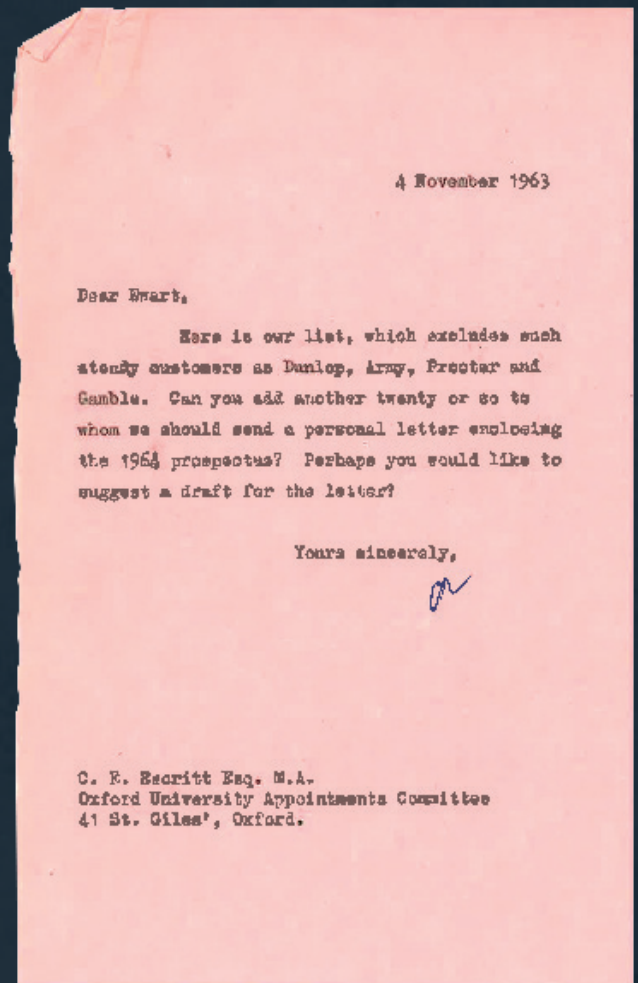 4 November 1963
Dear Ewart,
Here is our list, which excludes such
steady customers as Dunlop, Army, Procter and
Gamble. Can you add another twenty or so to
whom we should send a personal letter enclosing
the 1964 prospectus? Perhaps you would like to
suggest a draft for the letter?
Yours sincerely,
C. E. Escritt Esq. M.A.
Oxford University Appointments Committee
41 St. Giles', Oxford.